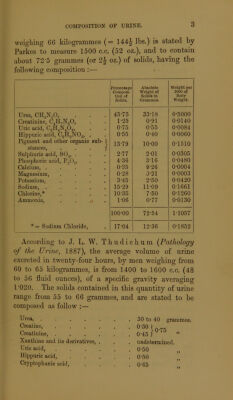 COMPOSITION OF URINE. 3
weighing 66 kilogrammes ( = 144½ lbs.) is stated by
Parkes to measure 1500 c.c. (52 oz.), and to contain
about 72·5 grammes (or 2½ oz.) of solids, having the
following composition :—
Percentage Composition of Solids. Absolute Weight of Solids in Grammes. Weight per 1000 of Body Weight.
Urea, CH₄N₂O, 45·75 33·18 0·5000
Creatinine, C₄H₇N₃O, 1·25 0·91 0·0140
Uric acid, C₅H₄N₄O₃, 0·75 0·55 0·0084
Hippuric acid, C₉H₉NO₃, 0·55 0·40 0·0060
Pigment and other organic substances, 13·79 10·00 0·1510
Sulphuric acid, SO₃, 2·77 2·01 0·0305
Phosphoric acid, P₂O₅, 4·36 3·16 0·0480
Calcium, 0·35 0·26 0·0004
Magnesium, 0·28 0·21 0·0003
Potassium, 3·45 2·50 0·0420
Sodium, 15·29 11·09 0·1661
Chlorine,* 10·35 7·50 0·1260
Ammonia, 1·06 0·77 0·0130
100·00 72·54 1·1057
* = Sodium Chloride, 17·04 12·36 0·1852
According to J. L. W. Thudichum (Pathology
of the Urine, 1887), the average volume of urine
excreted in twenty-four hours, by men weighing from
60 to 65 kilogrammes, is from 1400 to 1600 c.c. (48
to 56 fluid ounces), of a specific gravity averaging
1·020. The solids contained in this quantity of urine
range from 55 to 66 grammes, and are stated to be
composed as follow :—
Urea, 30 to 40 grammes.
Creatine, 0·30 } 0·75 „
Creatinine, 0·45
Xanthine and its derivatives, undetermined.
Uric acid, 0·50 „
Hippuric acid, 0·50 „
Cryptophanic acid, 0·65 „